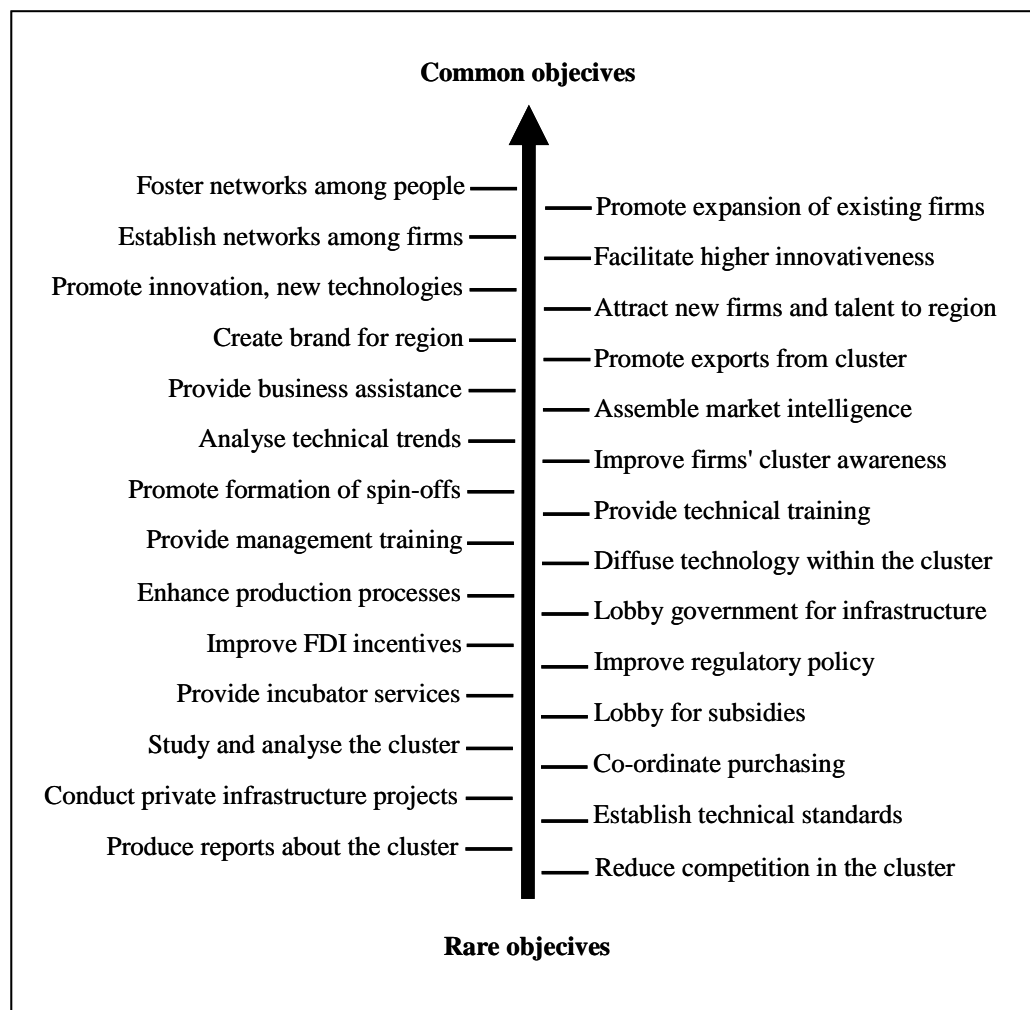 Common objecives
Foster networks among people
Promote expansion of existing firms
Establish networks among firms
Facilitate higher innovativeness
Promote innovation, new technologies
Attract new firms and talent to region
Create brand for region
Promote exports from cluster
Provide business assistance
Assemble market intelligence
Analyse technical trends
Improve firms' cluster awareness
Promote formation of spin-offs
Provide technical training
Provide management training
Diffuse technology within the cluster
Enhance production processes
Lobby government for infrastructure
Improve FDI incentives
Improve regulatory policy
Provide incubator services
Lobby for subsidies
Study and analyse the cluster
Co-ordinate purchasing
Conduct private infrastructure projects
Establish technical standards
Produce reports about the cluster
Reduce competition in the cluster
Rare objecives